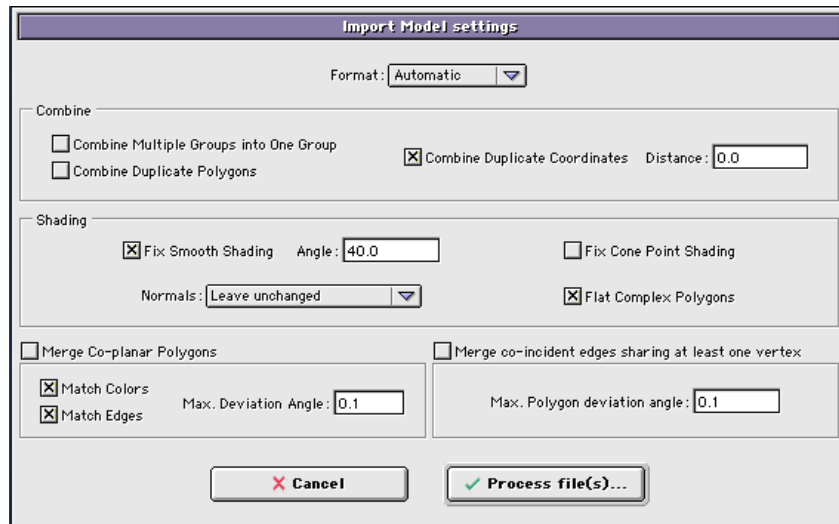 Import Model settings
Format: Automatic
Combine
Combine Multiple Groups into One Group
Combine Duplicate Polygons
Combine Duplicate Coordinates Distance: 0.0
Shading
Fix Smooth Shading Angle: 40.0
Fix Cone Point Shading
Normals: Leave unchanged
Flat Complex Polygons
Merge Co-planar Polygons
Match Colors
Match Edges
Max. Deviation Angle: 0.1
Merge co-incident edges sharing at least one vertex
Max. Polygon deviation angle: 0.1
Cancel
Process file(s)...